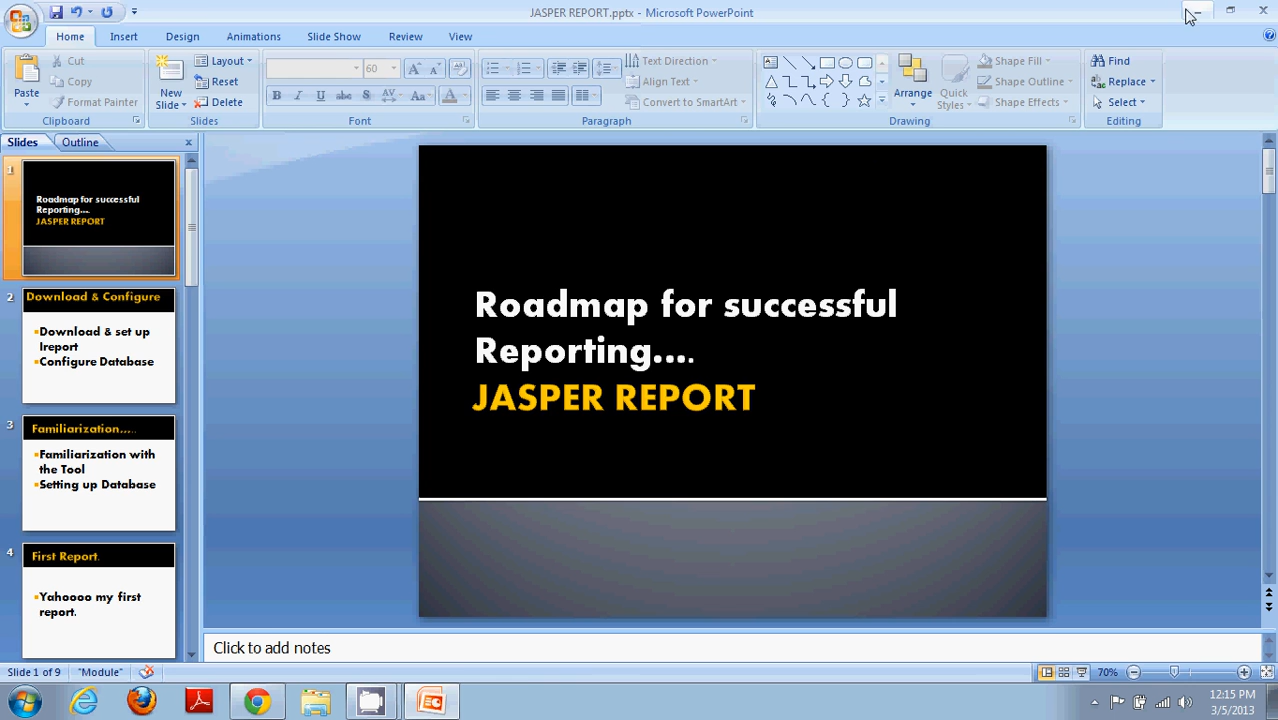 JASPER REPORT.pptx - Microsoft PowerPoint
Home Insert Design Animations Slide Show Review View
Paste
Cut
Copy
Format Painter
Clipboard
New
Slide
Layout
Reset
Delete
Slides
60
Font
Text Direction
Align Text
Convert to SmartArt
Paragraph
Arrange
Quick
Styles
Shape Fill
Shape Outline
Shape Effects
Drawing
Find
Replace
Select
Editing
Slides Outline
1
Roadmap for successful
Reporting....
JASPER REPORT
2
Download & Configure
Download & set up
Ireport
Configure Database
3
Familiarization.....
Familiarization with
the Tool
Setting up Database
4
First Report.
Yahoooo my first
report.
Roadmap for successful
Reporting....
JASPER REPORT
Click to add notes
Slide 1 of 9 "Module" 70%
12:15 PM
3/5/2013